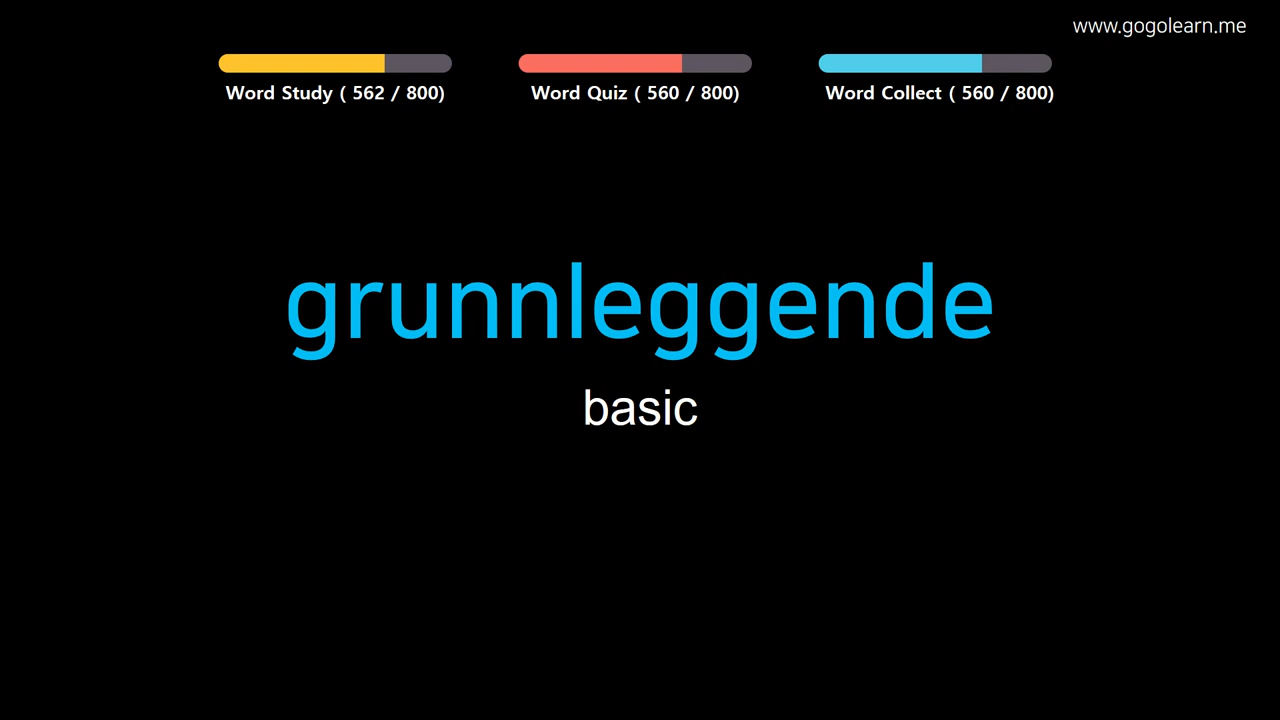 www.gogolearn.me
Word Study ( 562 / 800)
Word Quiz ( 560 / 800)
Word Collect ( 560 / 800)
grunnleggende
basic